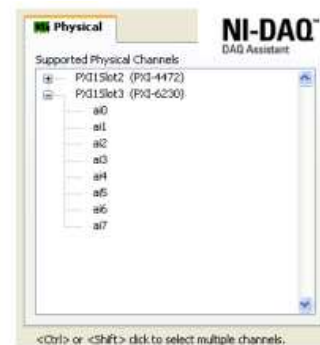 Physical
NI-DAQ™
DAQ Assistant
Supported Physical Channels
PXI1Slot2 (PXI-4472)
PXI1Slot3 (PXI-6230)
ai0
ai1
ai2
ai3
ai4
ai5
ai6
ai7
<Ctrl> or <Shift> click to select multiple channels.